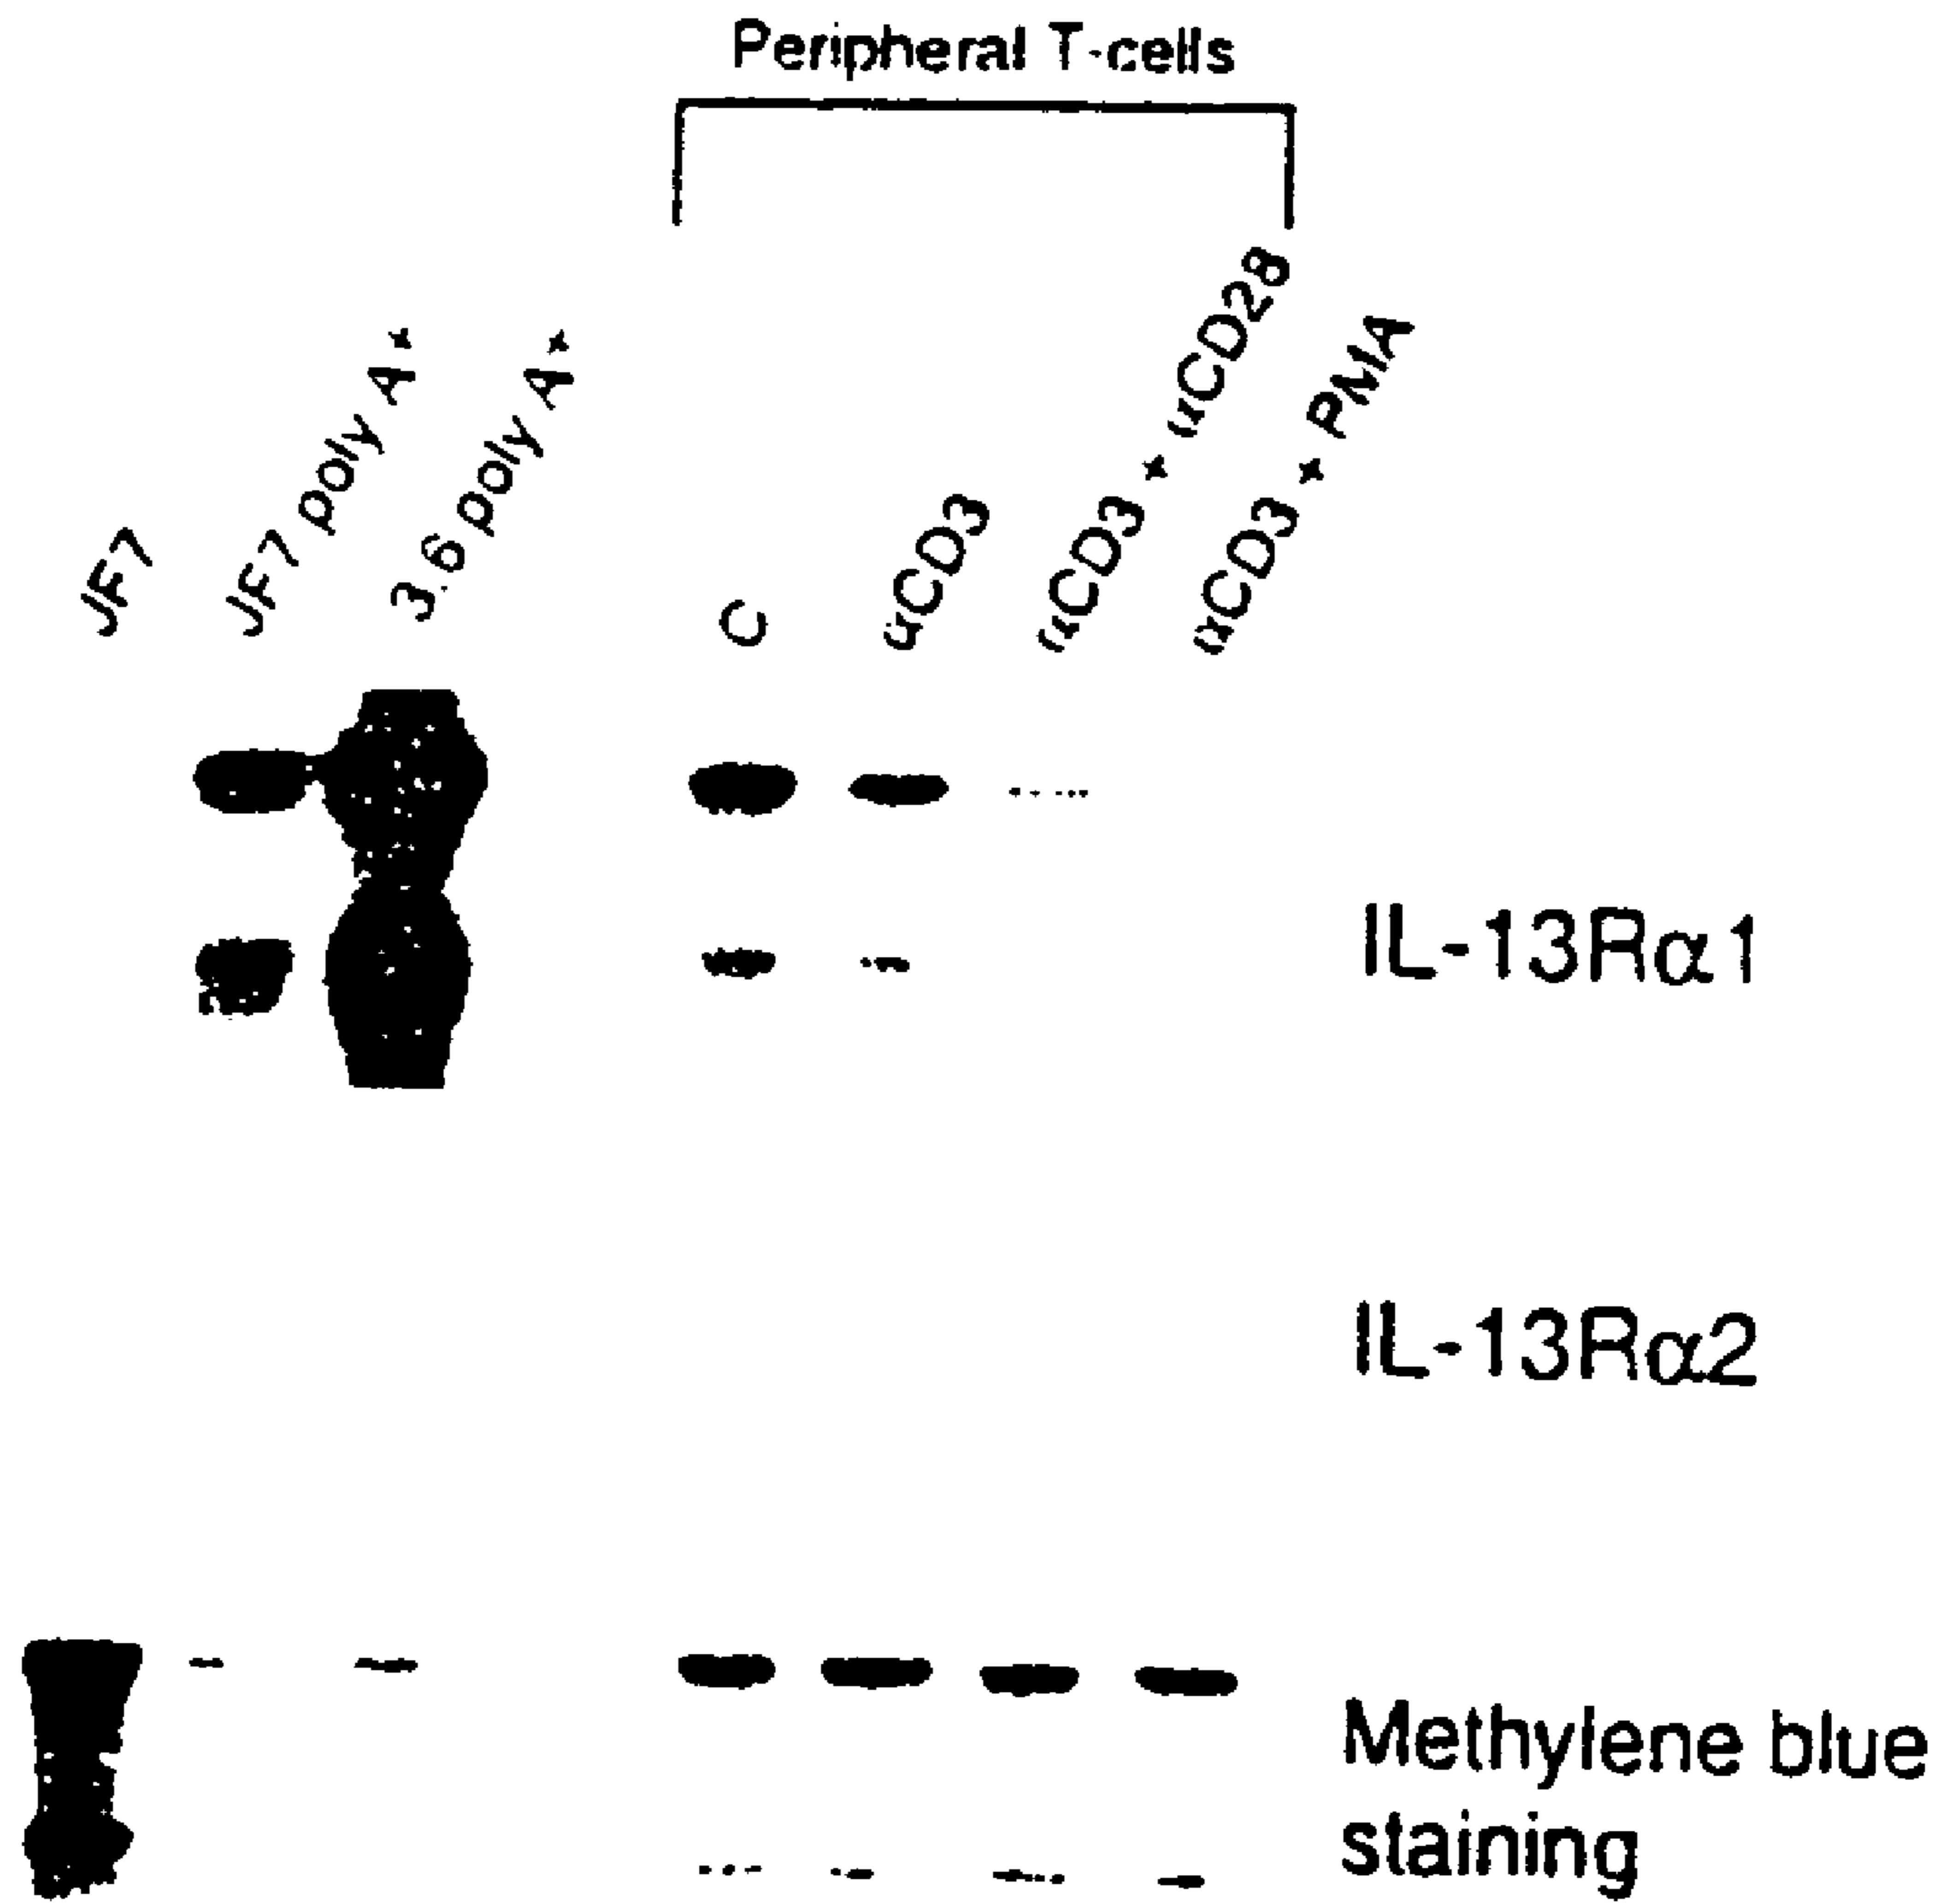 Peripheral T-cells
JF7
JF7 poly A+
3.6 poly A+
C
αCD3
αCD3 + αCD28
αCD3 + PMA
IL-13Rα1
IL-13Rα2
Methylene blue
staining